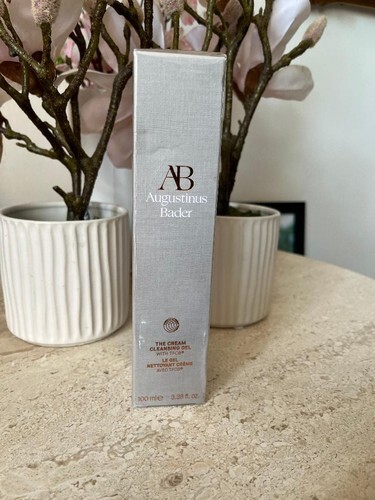 AB
Augustinus
Bader
THE CREAM
CLEANSING GEL
WITH TFC8®
LE GEL
NETTOYANT CRÈME
AVEC TFC8®
100 ml℮ 3.38 fl. oz.